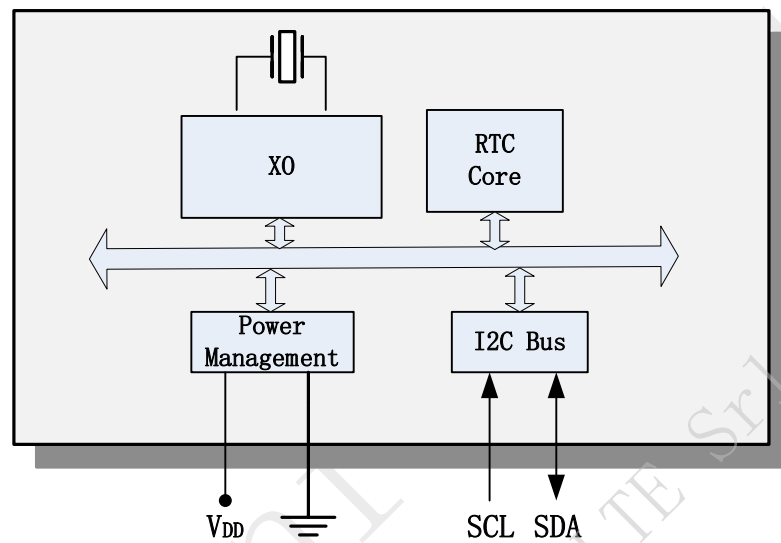 XO
RTC
Core
Power
Management
I2C Bus
VDD
SCL SDA